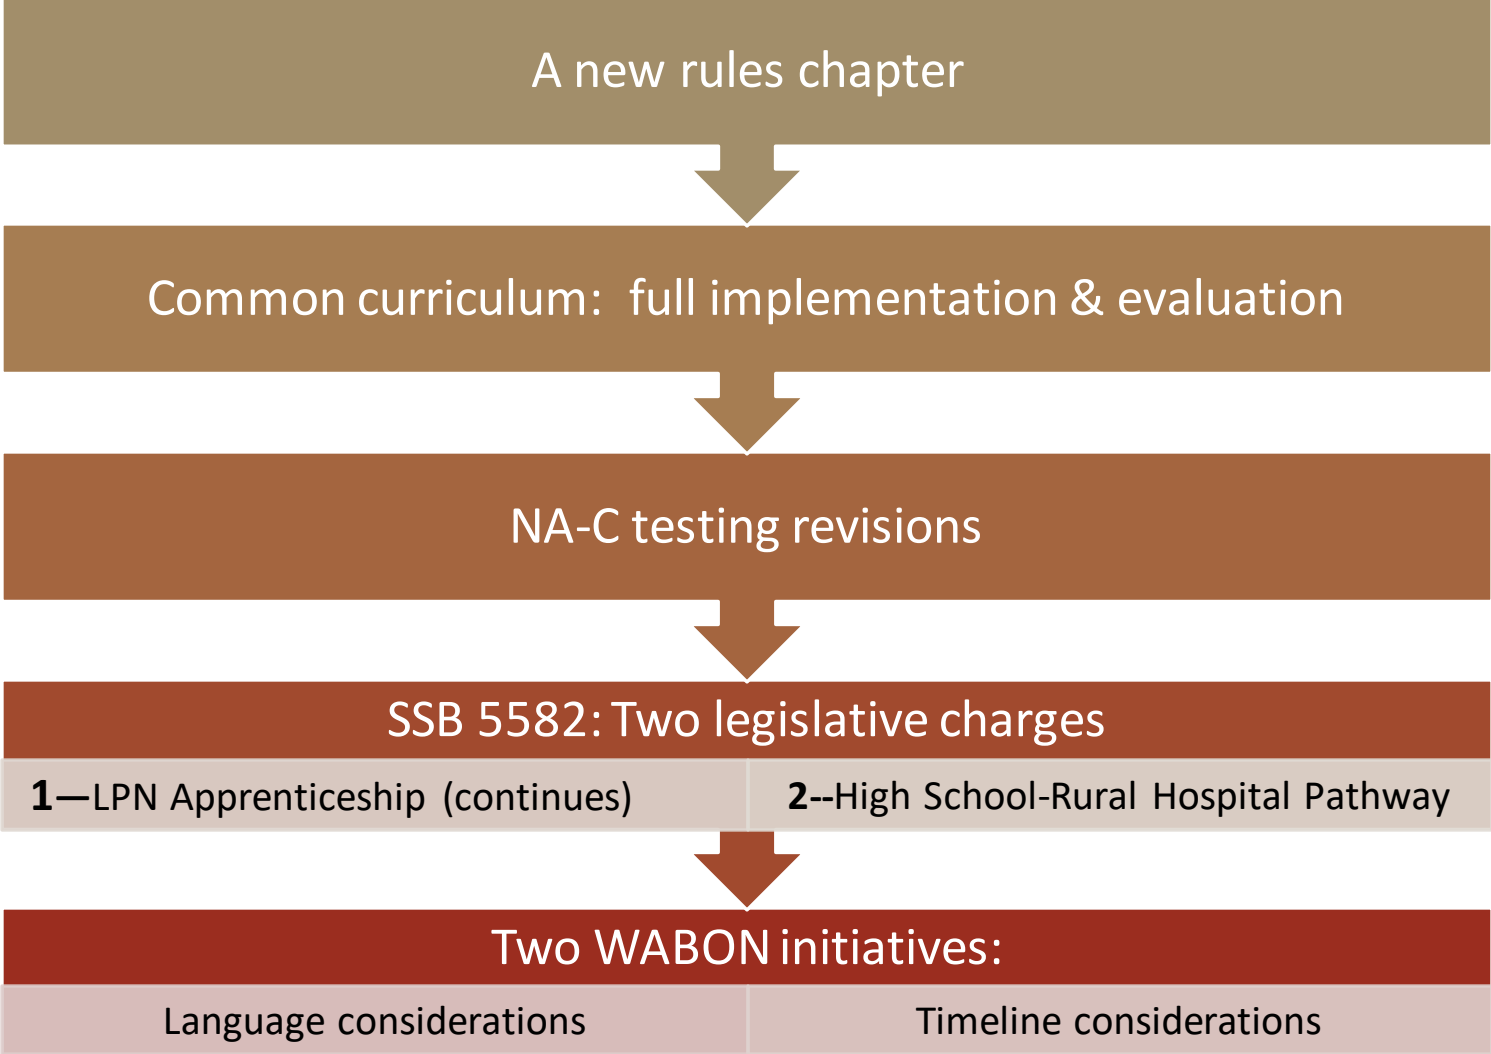 A new rules chapter
Common curriculum:  full implementation & evaluation
NA-C testing revisions
SSB 5582: Two legislative charges
1—LPN Apprenticeship (continues)
2--High School-Rural Hospital Pathway
Two WABON initiatives:
Language considerations
Timeline considerations